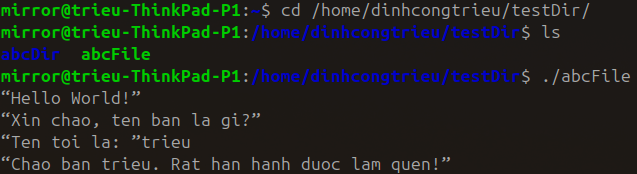 mirror@trieu-ThinkPad-P1:~$ cd /home/dinhcongtrieu/testDir/
mirror@trieu-ThinkPad-P1:/home/dinhcongtrieu/testDir$ ls
abcDir  abcFile
mirror@trieu-ThinkPad-P1:/home/dinhcongtrieu/testDir$ ./abcFile
“Hello World!”
“Xin chao, ten ban la gi?”
“Ten toi la: ”trieu
“Chao ban trieu. Rat han hanh duoc lam quen!”